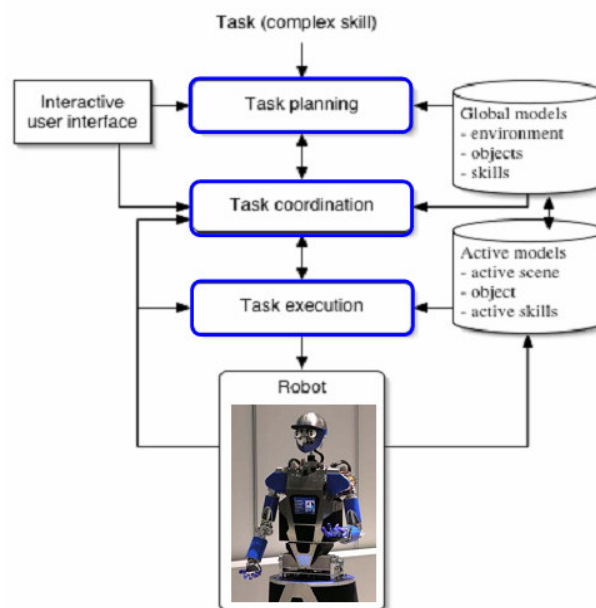 Task (complex skill)
Interactive
user interface
Task planning
Global models
- environment
- objects
- skills
Task coordination
Active models
- active scene
- object
- active skills
Task execution
Robot